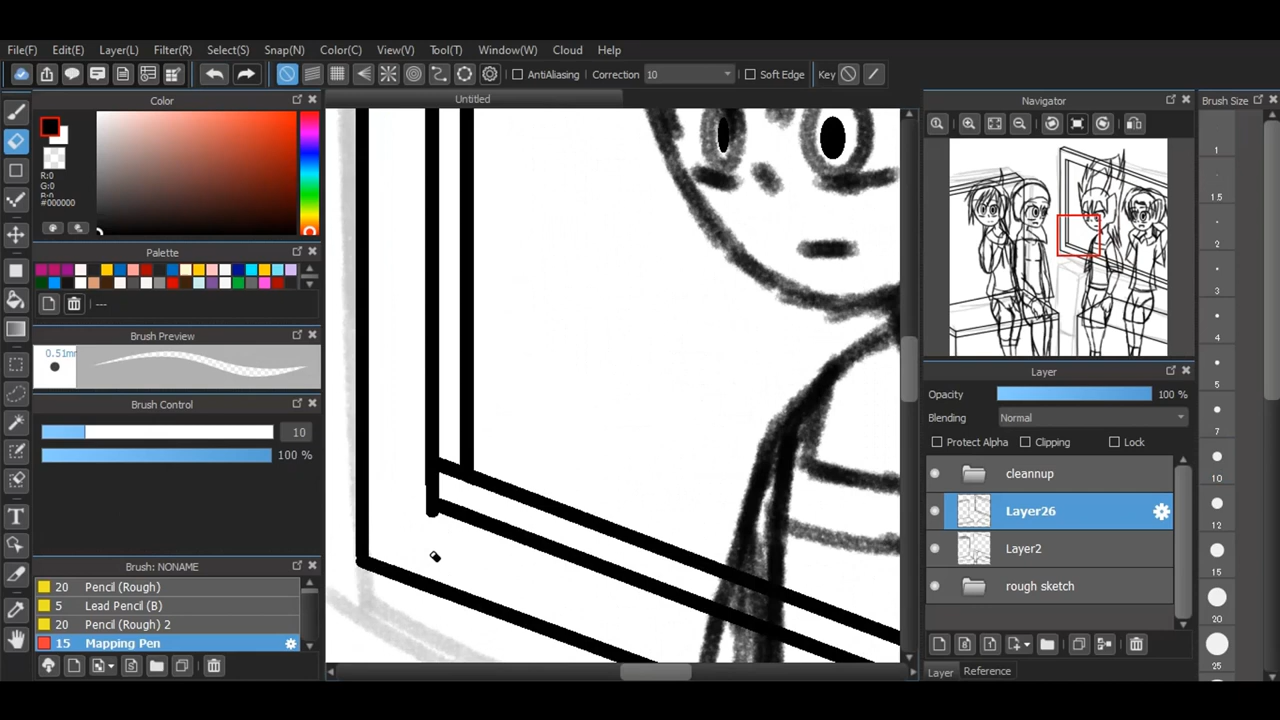 File(F) Edit(E) Layer(L) Filter(R) Select(S) Snap(N) Color(C) View(V) Tool(T) Window(W) Cloud Help
AntiAliasing Correction 10 Soft Edge Key
Color
Untitled
Navigator
Brush Size
R:0
G:0
#000000
Palette
---
Brush Preview
Brush Control
10
100 %
Brush: NONAME
20 Pencil (Rough)
5 Lead Pencil (B)
20 Pencil (Rough) 2
15 Mapping Pen
Layer
Opacity 100 %
Blending Normal
Protect Alpha Clipping Lock
cleannup
Layer26
Layer2
rough sketch
Layer Reference
1
1.5
2
3
4
5
7
10
12
15
20
25